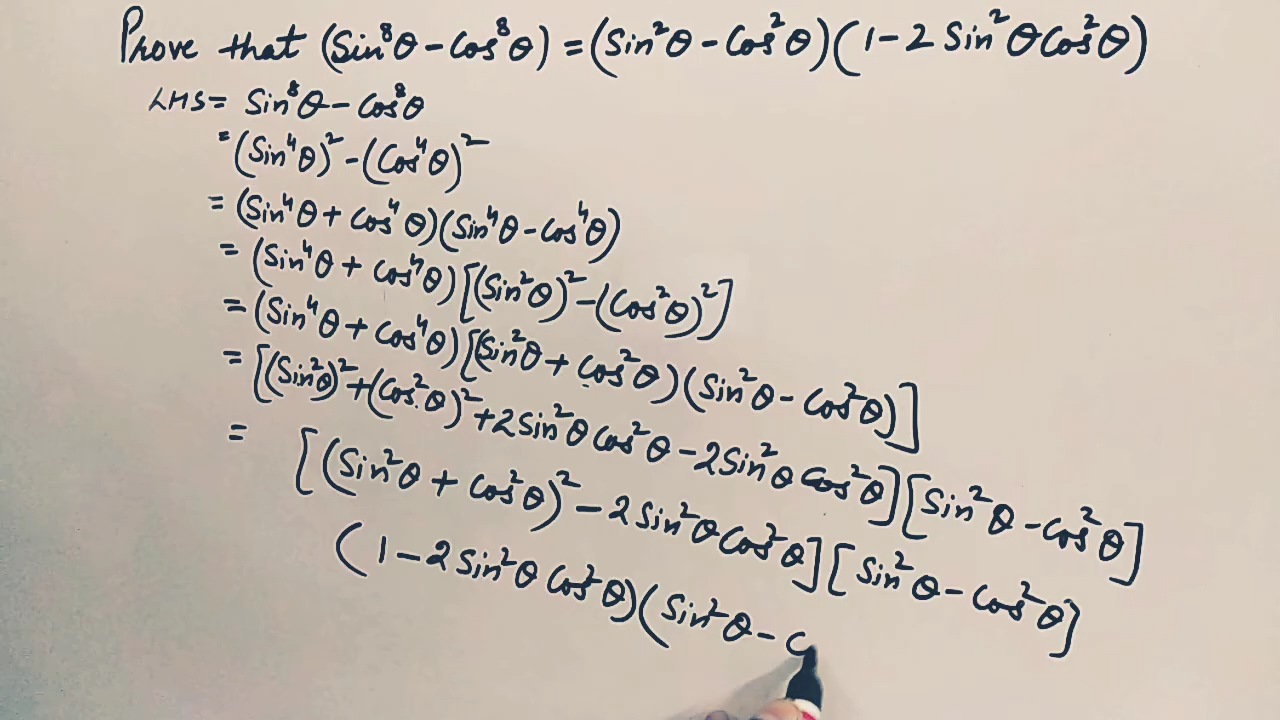 Prove that (Sin⁸θ - Cos⁸θ) = (Sin²θ - Cos²θ)(1 - 2 Sin²θ Cos²θ)
LHS = Sin⁸θ - Cos⁸θ
= (Sin⁴θ)² - (Cos⁴θ)²
= (Sin⁴θ + Cos⁴θ)(Sin⁴θ - Cos⁴θ)
= (Sin⁴θ + Cos⁴θ)[(Sin²θ)² - (Cos²θ)²]
= (Sin⁴θ + Cos⁴θ)[(Sin²θ + Cos²θ)(Sin²θ - Cos²θ)]
= [(Sin²θ)² + (Cos²θ)² + 2Sin²θ Cos²θ - 2Sin²θ Cos²θ][Sin²θ - Cos²θ]
= [(Sin²θ + Cos²θ)² - 2 Sin²θ Cos²θ][Sin²θ - Cos²θ]
(1 - 2 Sin²θ Cos²θ)(Sin²θ - C